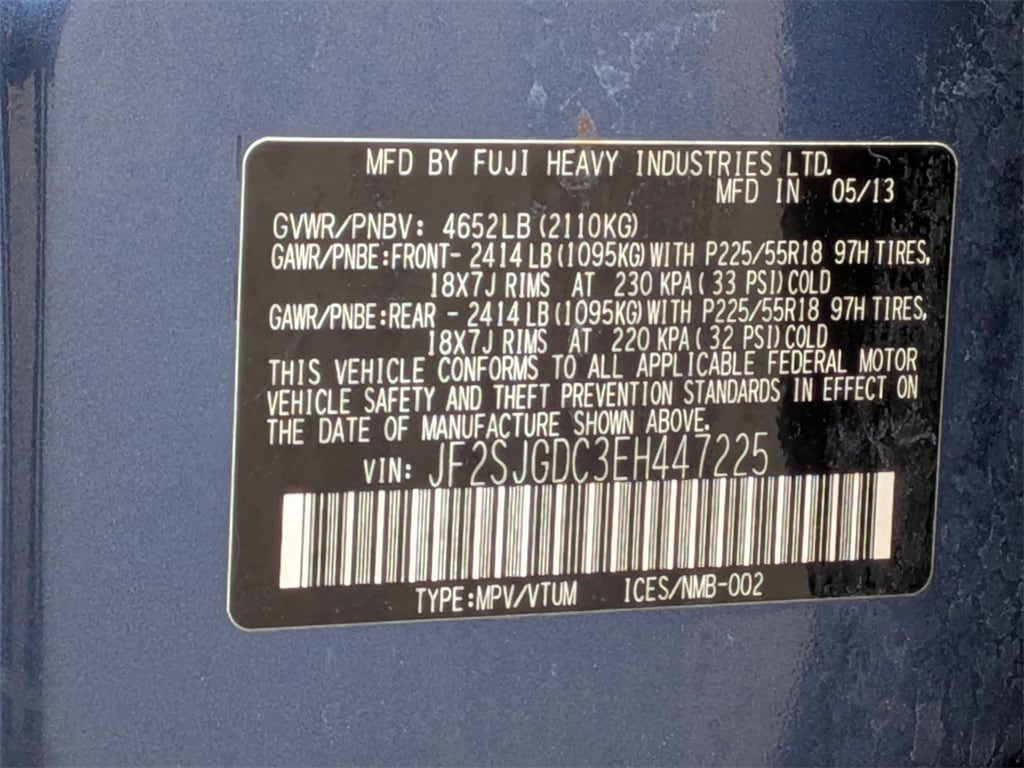 MFD BY FUJI HEAVY INDUSTRIES LTD.
MFD IN 05/13
GVWR/PNBV: 4652LB(2110KG)
GAWR/PNBE:FRONT- 2414LB(1095KG)WITH P225/55R18 97H TIRES,
18X7J RIMS AT 230 KPA( 33 PSI)COLD
GAWR/PNBE:REAR - 2414LB(1095KG)WITH P225/55R18 97H TIRES,
18X7J RIMS AT 220 KPA( 32 PSI)COLD
THIS VEHICLE CONFORMS TO ALL APPLICABLE FEDERAL MOTOR
VEHICLE SAFETY AND THEFT PREVENTION STANDARDS IN EFFECT ON
THE DATE OF MANUFACTURE SHOWN ABOVE.
VIN: JF2SJGDC3EH447225
TYPE:MPV/VTUM ICES/NMB-002